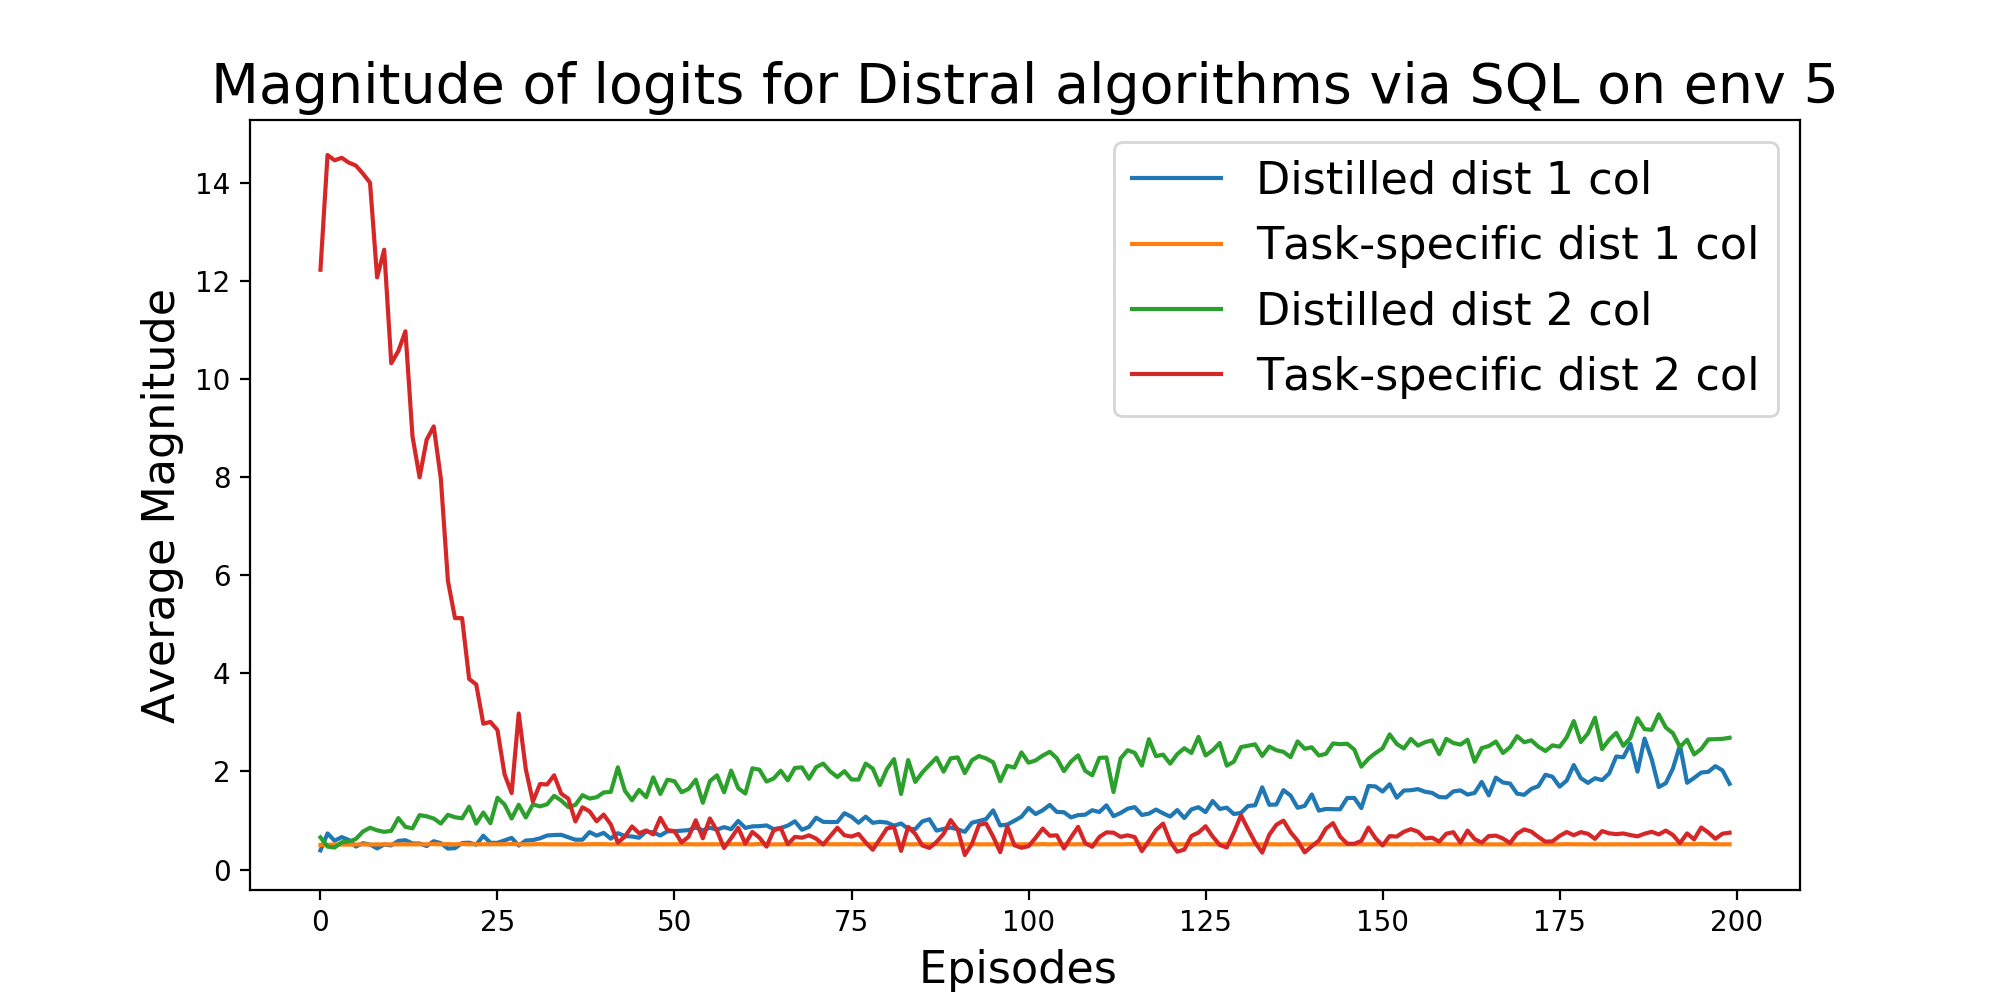 Magnitude of logits for Distral algorithms via SQL on env 5
Distilled dist 1 col
Task-specific dist 1 col
Distilled dist 2 col
Task-specific dist 2 col
Average Magnitude
14
12
10
8
6
4
2
0
0 25 50 75 100 125 150 175 200
Episodes